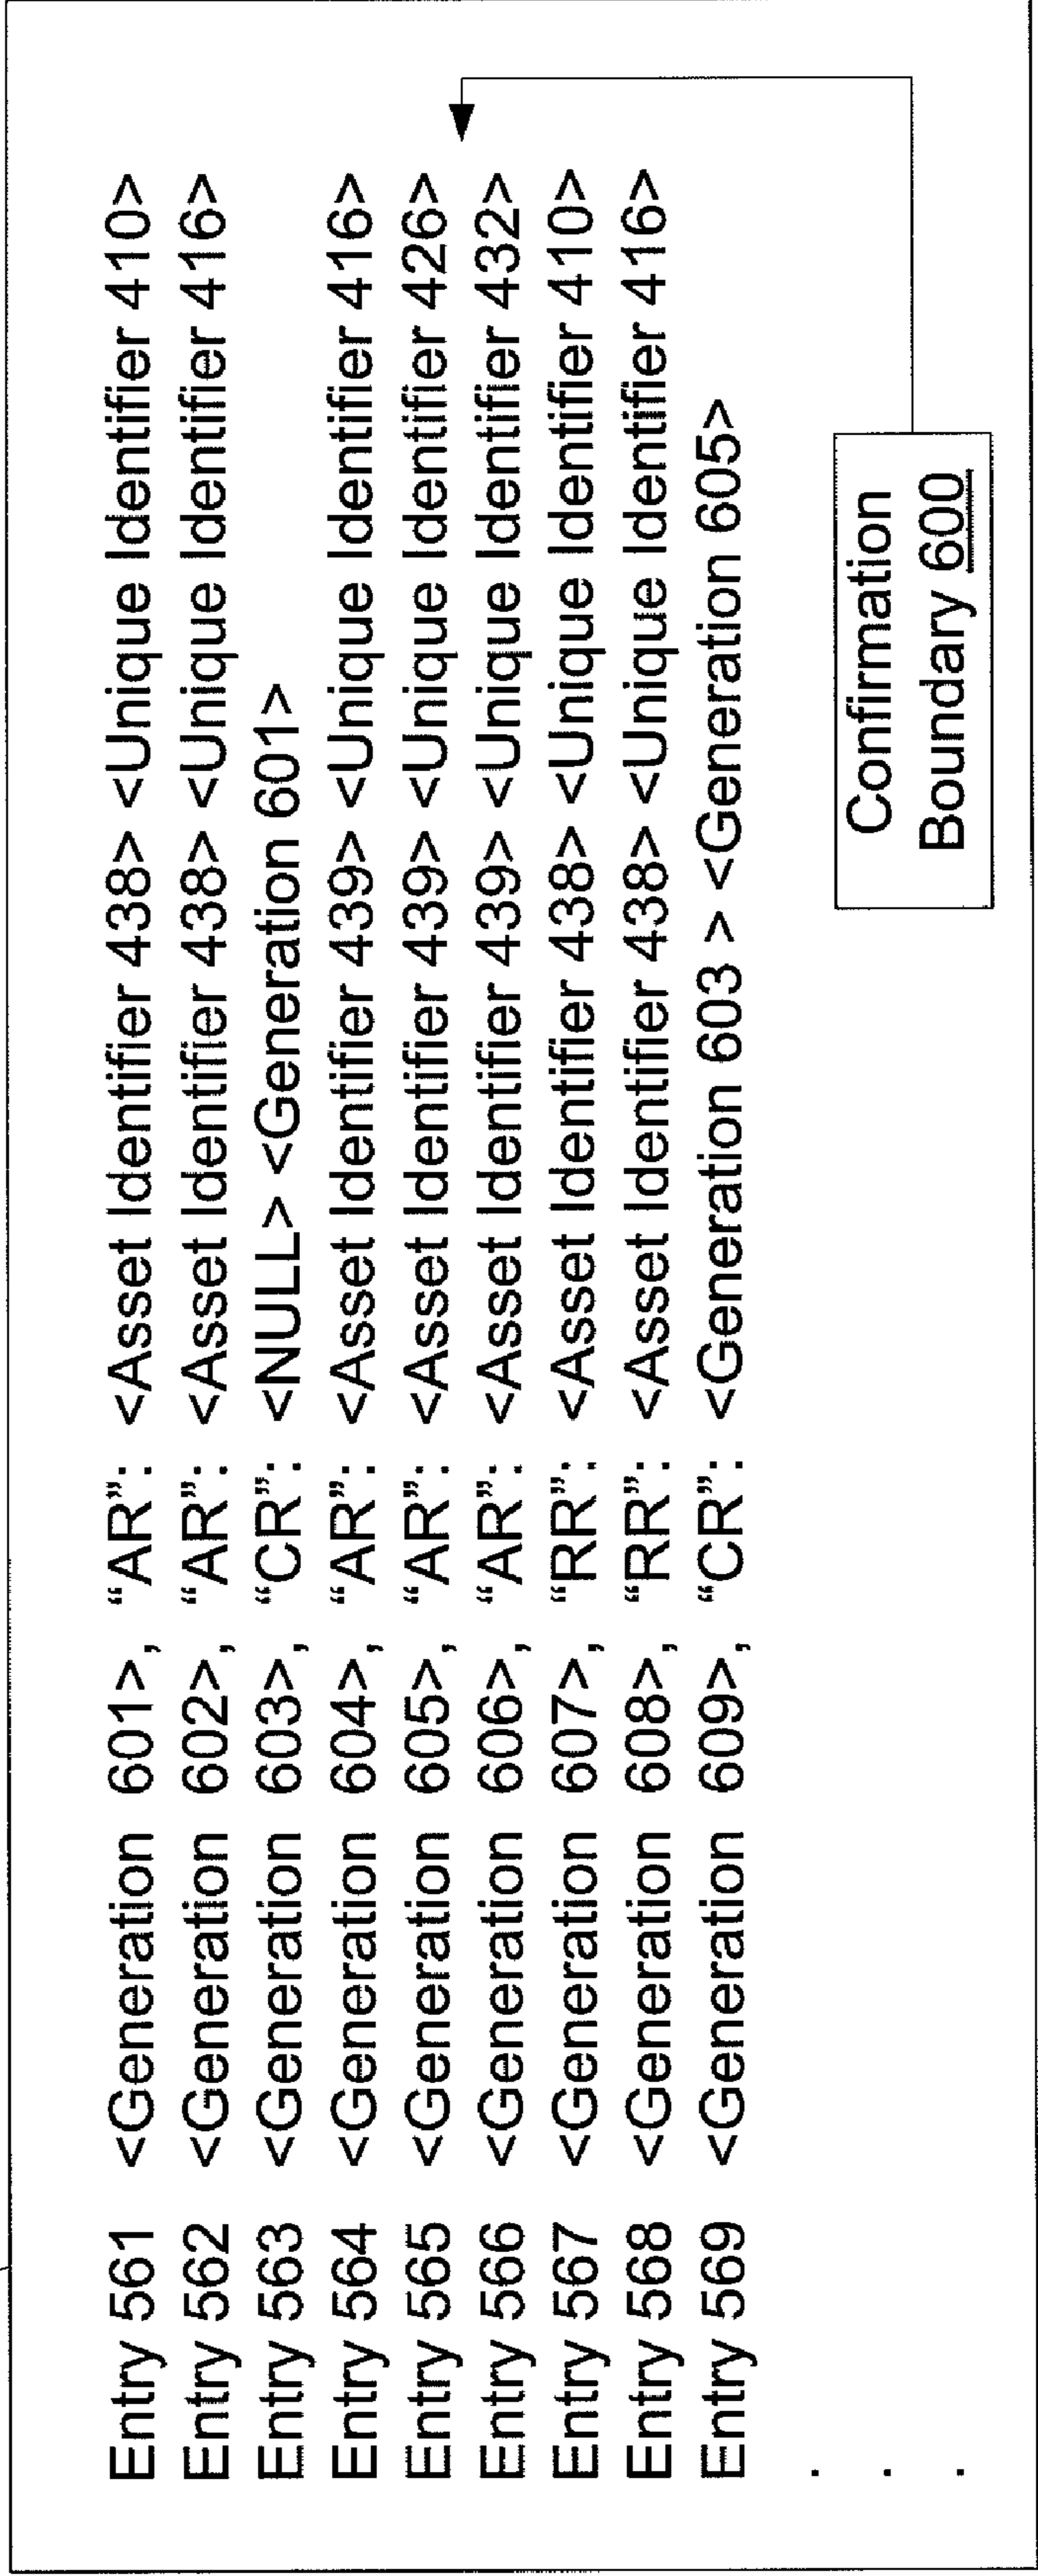 Entry 561 <Generation 601>, “AR”: <Asset Identifier 438> <Unique Identifier 410>
Entry 562 <Generation 602>, “AR”: <Asset Identifier 438> <Unique Identifier 416>
Entry 563 <Generation 603>, “CR”: <NULL> <Generation 601>
Entry 564 <Generation 604>, “AR”: <Asset Identifier 439> <Unique Identifier 416>
Entry 565 <Generation 605>, “AR”: <Asset Identifier 439> <Unique Identifier 426>
Entry 566 <Generation 606>, “AR”: <Asset Identifier 439> <Unique Identifier 432>
Entry 567 <Generation 607>, “RR”: <Asset Identifier 438> <Unique Identifier 410>
Entry 568 <Generation 608>, “RR”: <Asset Identifier 438> <Unique Identifier 416>
Entry 569 <Generation 609>, “CR”: <Generation 603 > <Generation 605>
.
.
.
Confirmation
Boundary 600